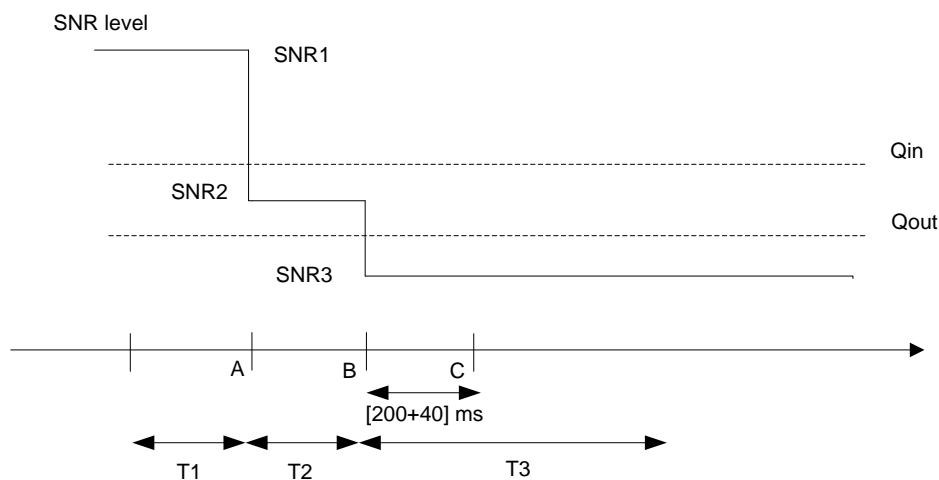 SNR level
SNR1
Qin
SNR2
Qout
SNR3
A
B
C
[200+40] ms
T1
T2
T3